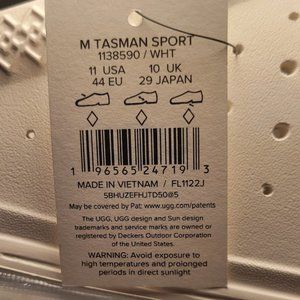 M TASMAN SPORT
1138590 / WHT
11 USA 10 UK
44 EU 29 JAPAN
1 96565 24719 3
MADE IN VIETNAM / FL1122J
5BHUZEFHJTD50@5
May be covered by Pat: www.ugg.com/patents
The UGG, UGG design and Sun design
trademarks and service marks are owned or
registered by Deckers Outdoor Corporation
of the United States.
WARNING: Avoid exposure to
high temperatures and prolonged
periods in direct sunlight